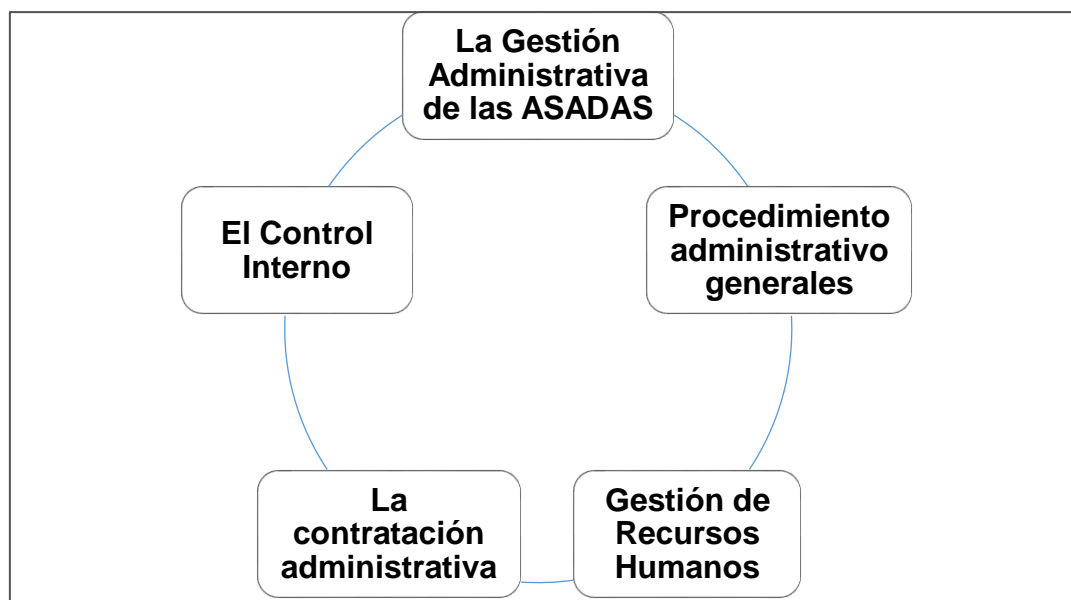 La Gestión
Administrativa
de las ASADAS
Procedimiento
administrativo
generales
Gestión de
Recursos
Humanos
La
contratación
administrativa
El Control
Interno